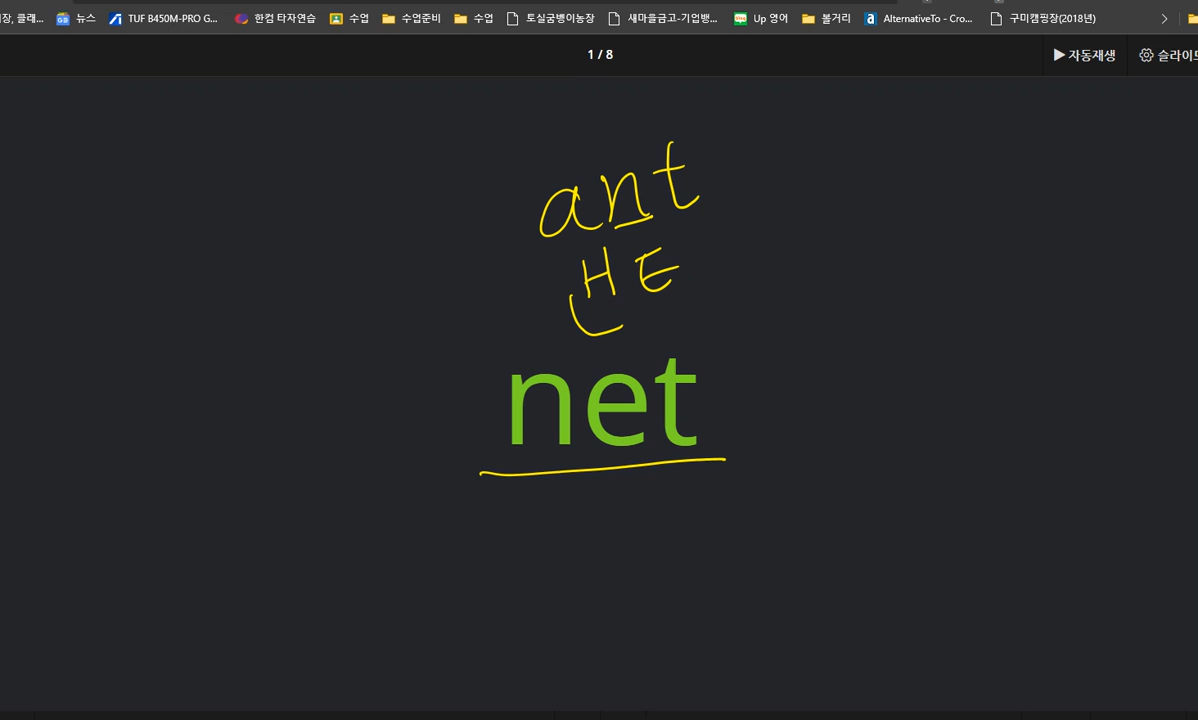 장, 클래... 뉴스 TUF B450M-PRO G... 한컴 타자연습 수업 수업준비 수업 토실굼벵이농장 새마을금고-기업뱅... Up 영어 볼거리 AlternativeTo - Cro... 구미캠핑장(2018년)
1 / 8 ▶ 자동재생 슬라이드
ant
net